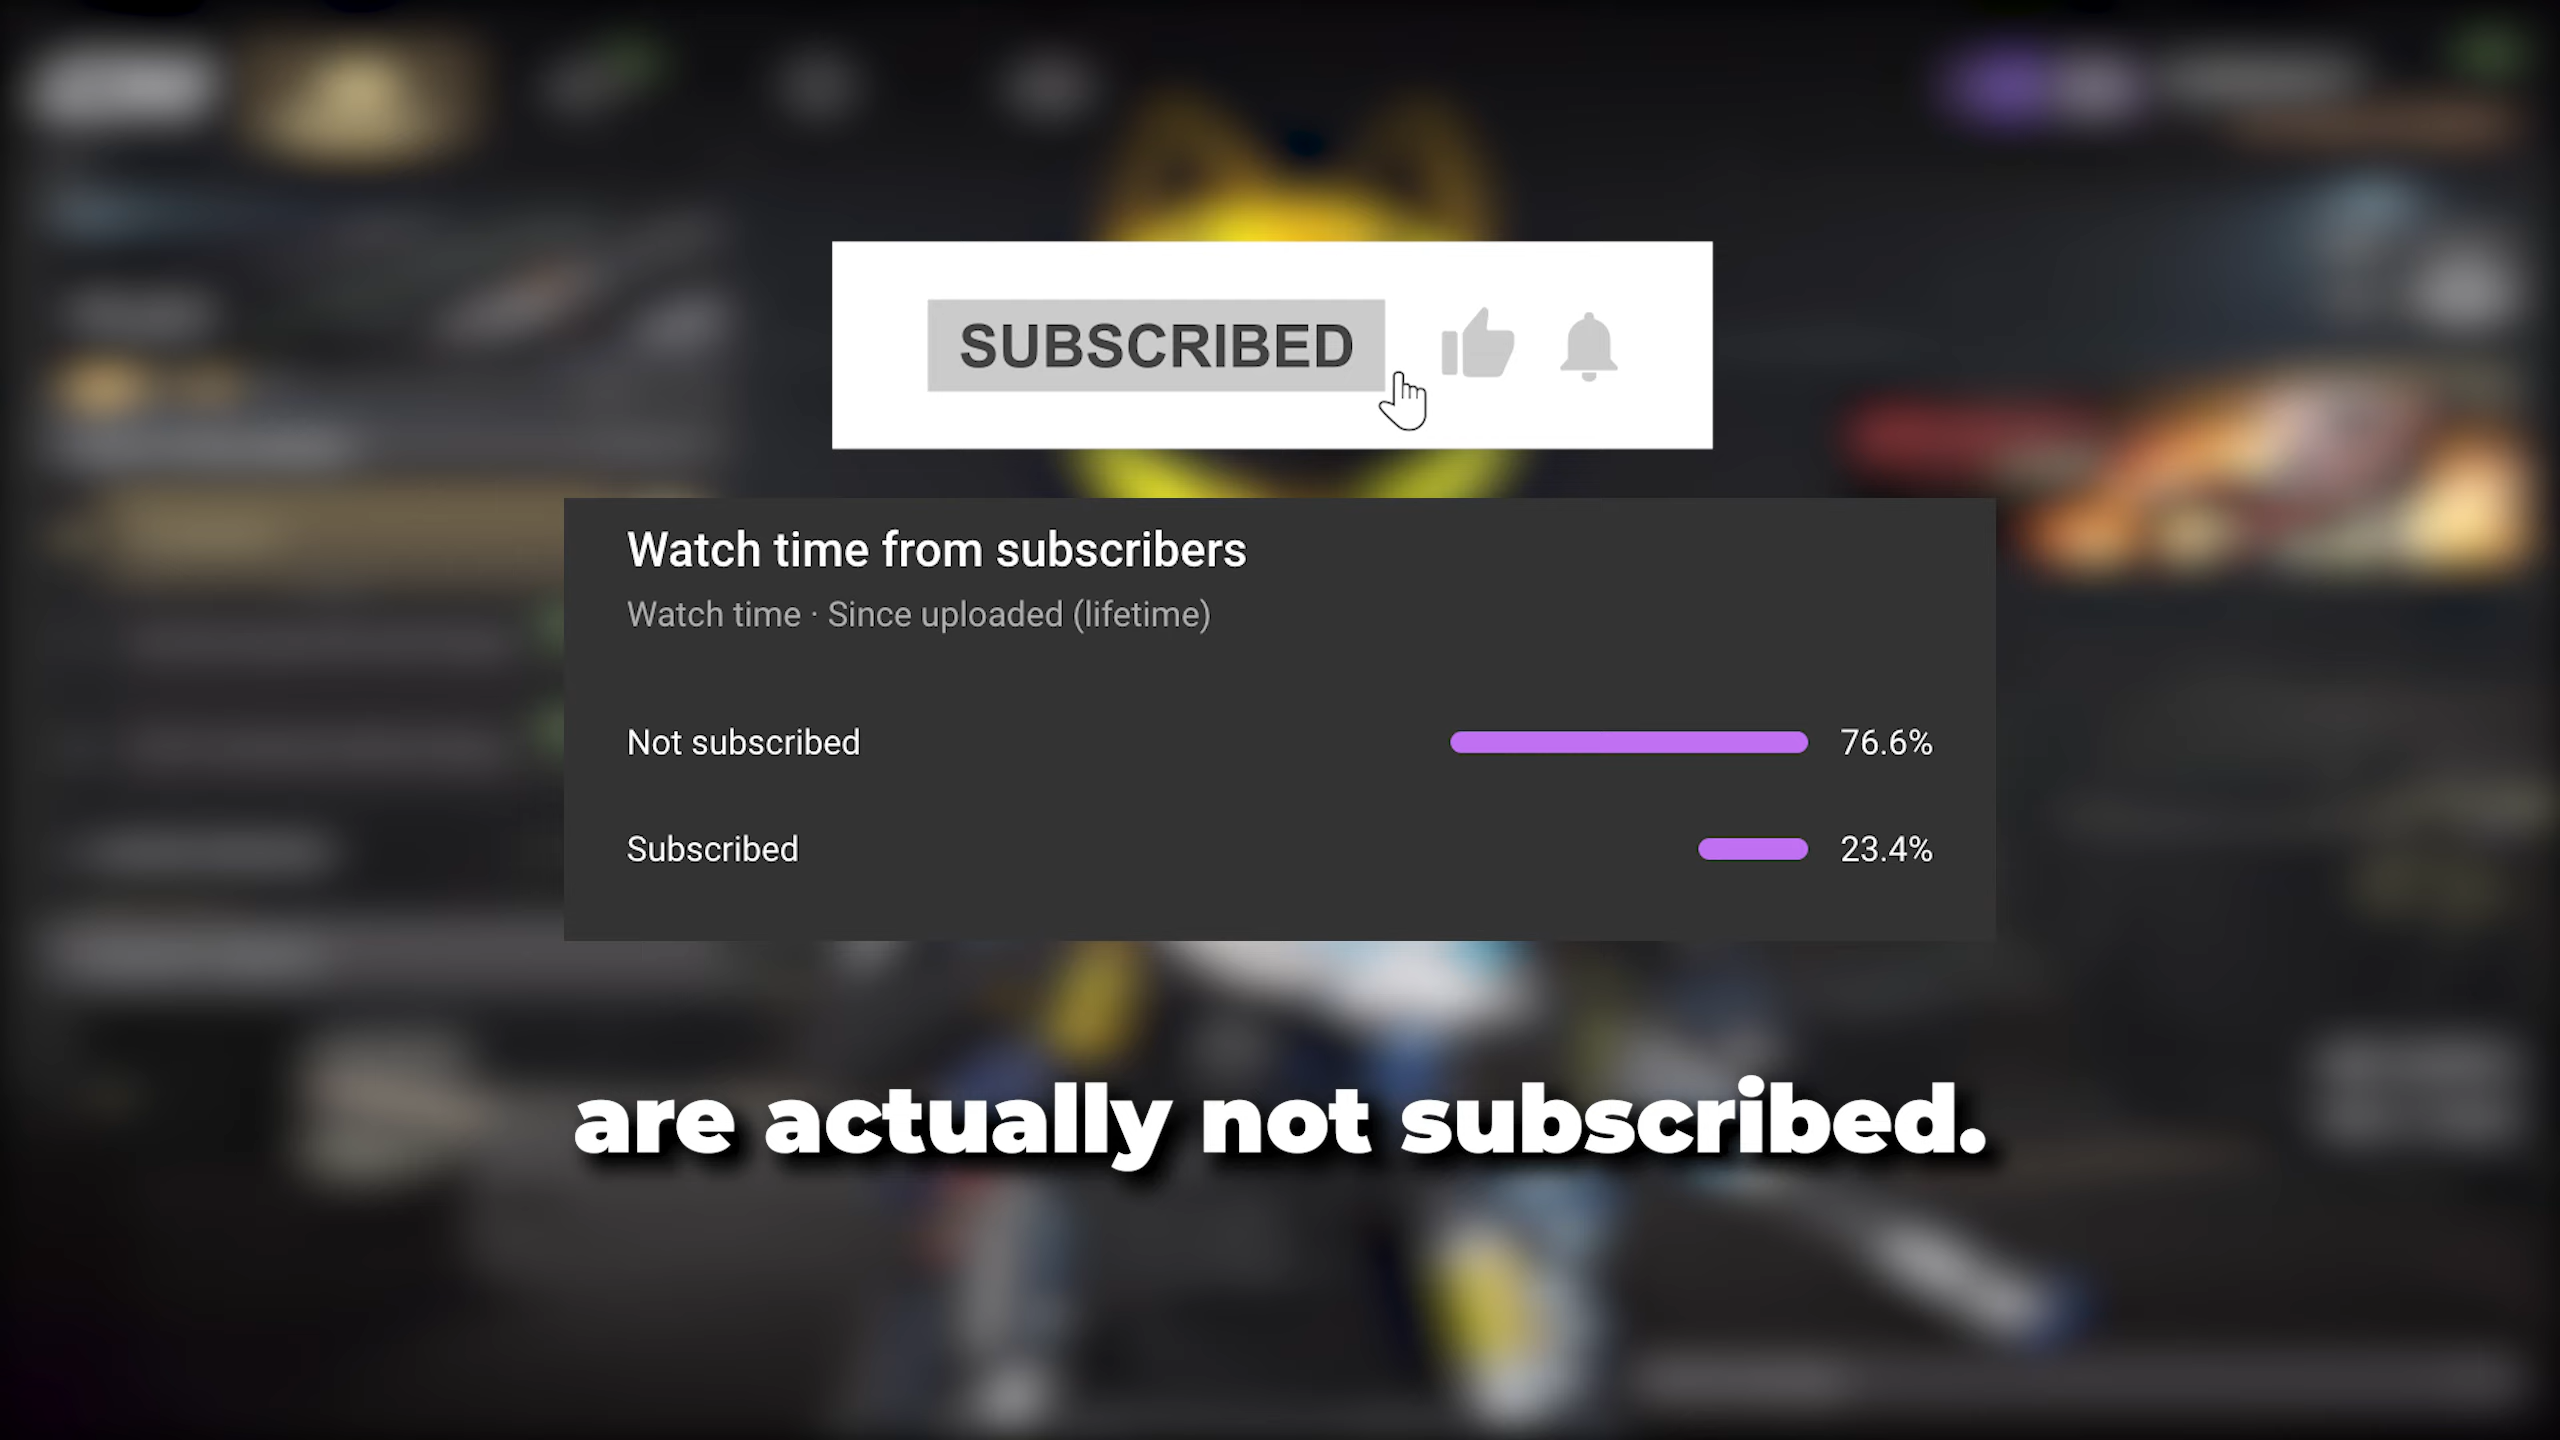 SUBSCRIBED
Watch time from subscribers
Watch time · Since uploaded (lifetime)
Not subscribed 76.6%
Subscribed 23.4%
are actually not subscribed.